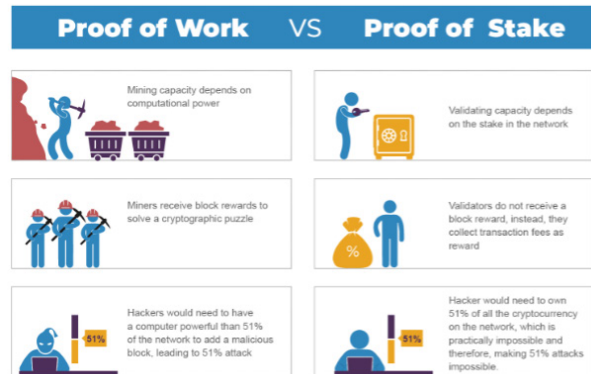 Proof of Work VS Proof of Stake
Mining capacity depends on
computational power
Validating capacity depends
on the stake in the network
Miners receive block rewards to
solve a cryptographic puzzle
Validators do not receive a
block reward, instead, they
collect transaction fees as
reward
%
Hackers would need to have
a computer powerful than 51%
of the network to add a malicious
block, leading to 51% attack
51%
Hacker would need to own
51% of all the cryptocurrency
on the network, which is
practically impossible and
therefore, making 51% attacks
impossible.
51%